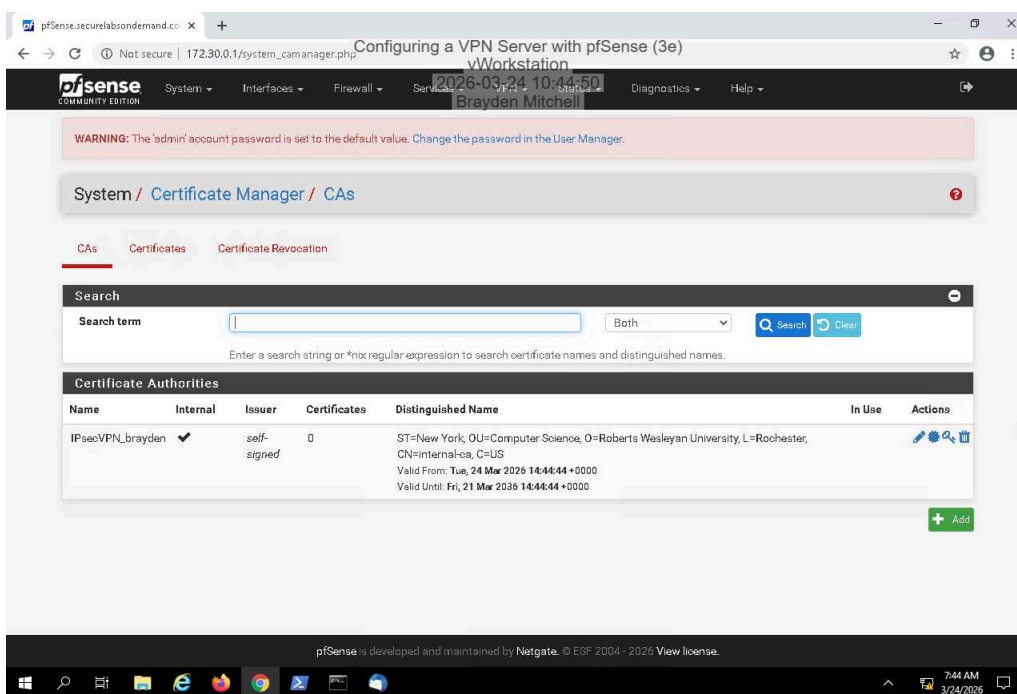 pfSense.securelabsondemand.co
Not secure | 172.30.0.1/system_camanager.php
Configuring a VPN Server with pfSense (3e)
vWorkstation
2026-03-24 10:44:50
Brayden Mitchell
pfsense
COMMUNITY EDITION
System Interfaces Firewall Services VPN Status Diagnostics Help
WARNING: The 'admin' account password is set to the default value. Change the password in the User Manager.
System / Certificate Manager / CAs
CAs Certificates Certificate Revocation
Search
Search term Both Search Clear
Enter a search string or *nix regular expression to search certificate names and distinguished names.
Certificate Authorities
Name Internal Issuer Certificates Distinguished Name In Use Actions
IPsecVPN_brayden self-signed 0 ST=New York, OU=Computer Science, O=Roberts Wesleyan University, L=Rochester,
CN=internal-ca, C=US
Valid From: Tue, 24 Mar 2026 14:44:44 +0000
Valid Until: Fri, 21 Mar 2036 14:44:44 +0000
Add
pfSense is developed and maintained by Netgate. © ESF 2004 - 2026 View license.
7:44 AM
3/24/2026